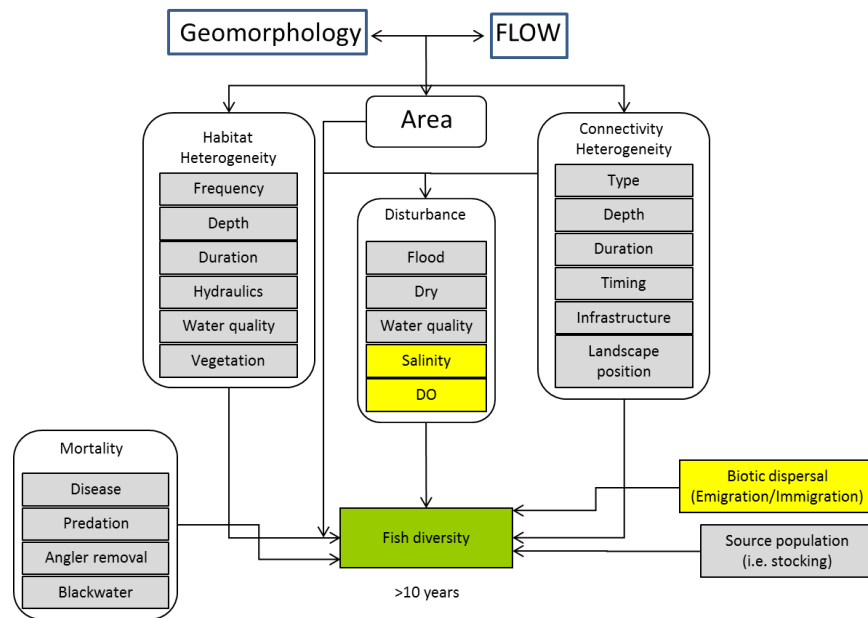 Geomorphology
FLOW
Area
Habitat
Heterogeneity
Frequency
Depth
Duration
Hydraulics
Water quality
Vegetation
Disturbance
Flood
Dry
Water quality
Salinity
DO
Connectivity
Heterogeneity
Type
Depth
Duration
Timing
Infrastructure
Landscape
position
Mortality
Disease
Predation
Angler removal
Blackwater
Fish diversity
>10 years
Biotic dispersal
(Emigration/Immigration)
Source population
(i.e. stocking)